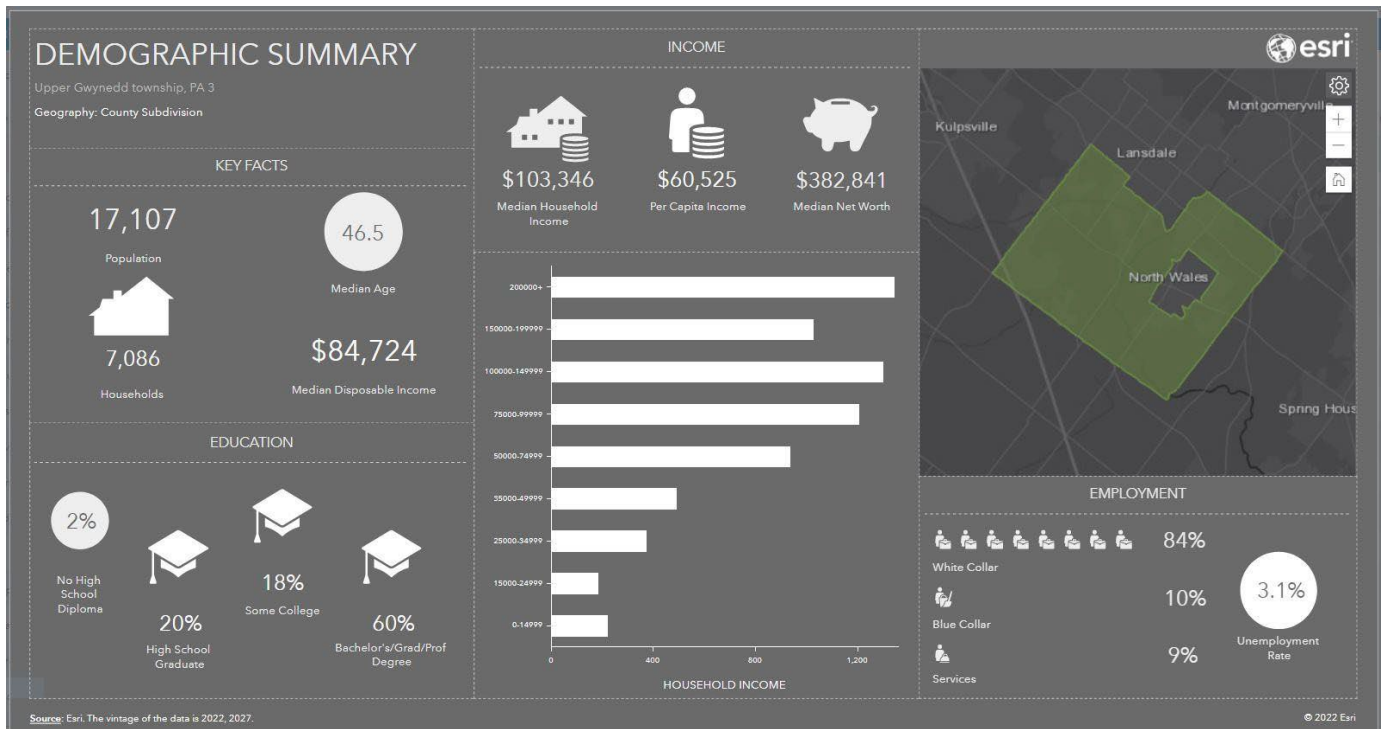 DEMOGRAPHIC SUMMARY
Upper Gwynedd township, PA 3
Geography: County Subdivision
KEY FACTS
17,107
Population
46.5
Median Age
7,086
Households
$84,724
Median Disposable Income
EDUCATION
2%
No High
School
Diploma
20%
High School
Graduate
18%
Some College
60%
Bachelor's/Grad/Prof
Degree
INCOME
$103,346
Median Household
Income
$60,525
Per Capita Income
$382,841
Median Net Worth
200000+
150000-199999
100000-149999
75000-99999
50000-74999
35000-49999
25000-34999
15000-24999
0-14999
0
400
800
1,200
HOUSEHOLD INCOME
esri
Montgomeryvill
Kulpsville
Lansdale
North Wales
Spring Hous
EMPLOYMENT
84%
White Collar
10%
Blue Collar
9%
Services
3.1%
Unemployment
Rate
Source: Esri. The vintage of the data is 2022, 2027.
© 2022 Esri